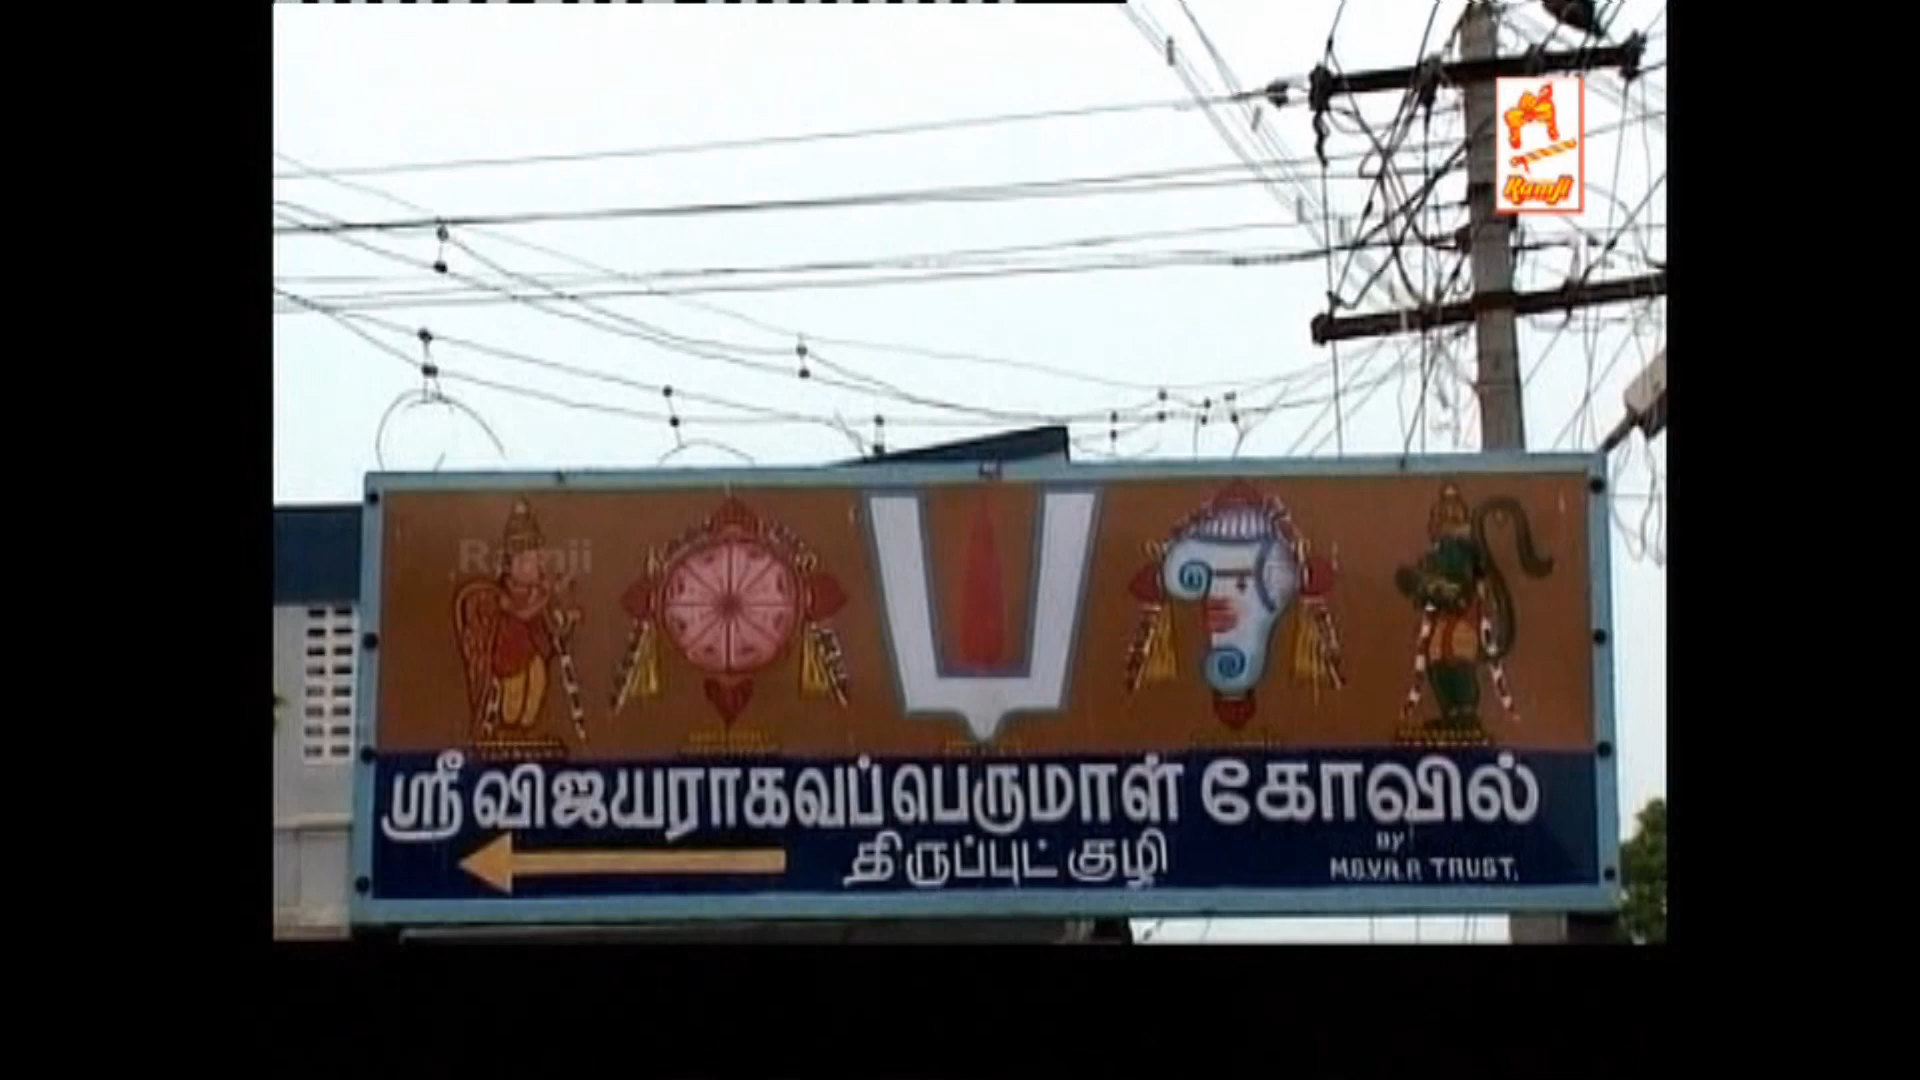 Ramji
Ramji
ஸ்ரீ விஜயராகவப்பெருமாள் கோவில்
திருப்புட் குழி
BY
M.G.V.R.P. TRUST,